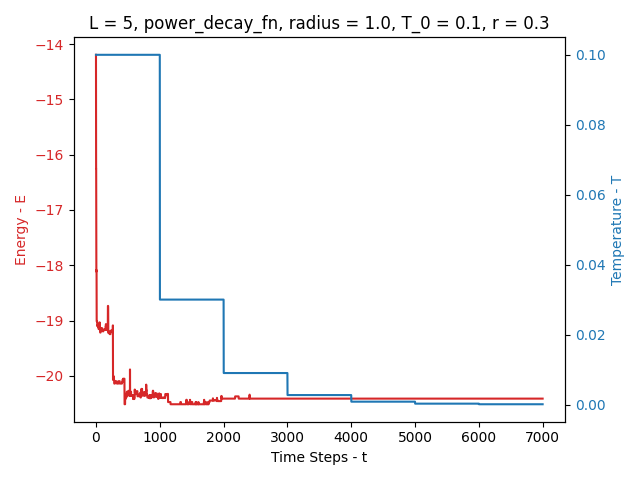 L = 5, power_decay_fn, radius = 1.0, T_0 = 0.1, r = 0.3
−14
−15
−16
−17
−18
−19
−20
Energy - E
0.10
0.08
0.06
0.04
0.02
0.00
Temperature - T
0 1000 2000 3000 4000 5000 6000 7000
Time Steps - t